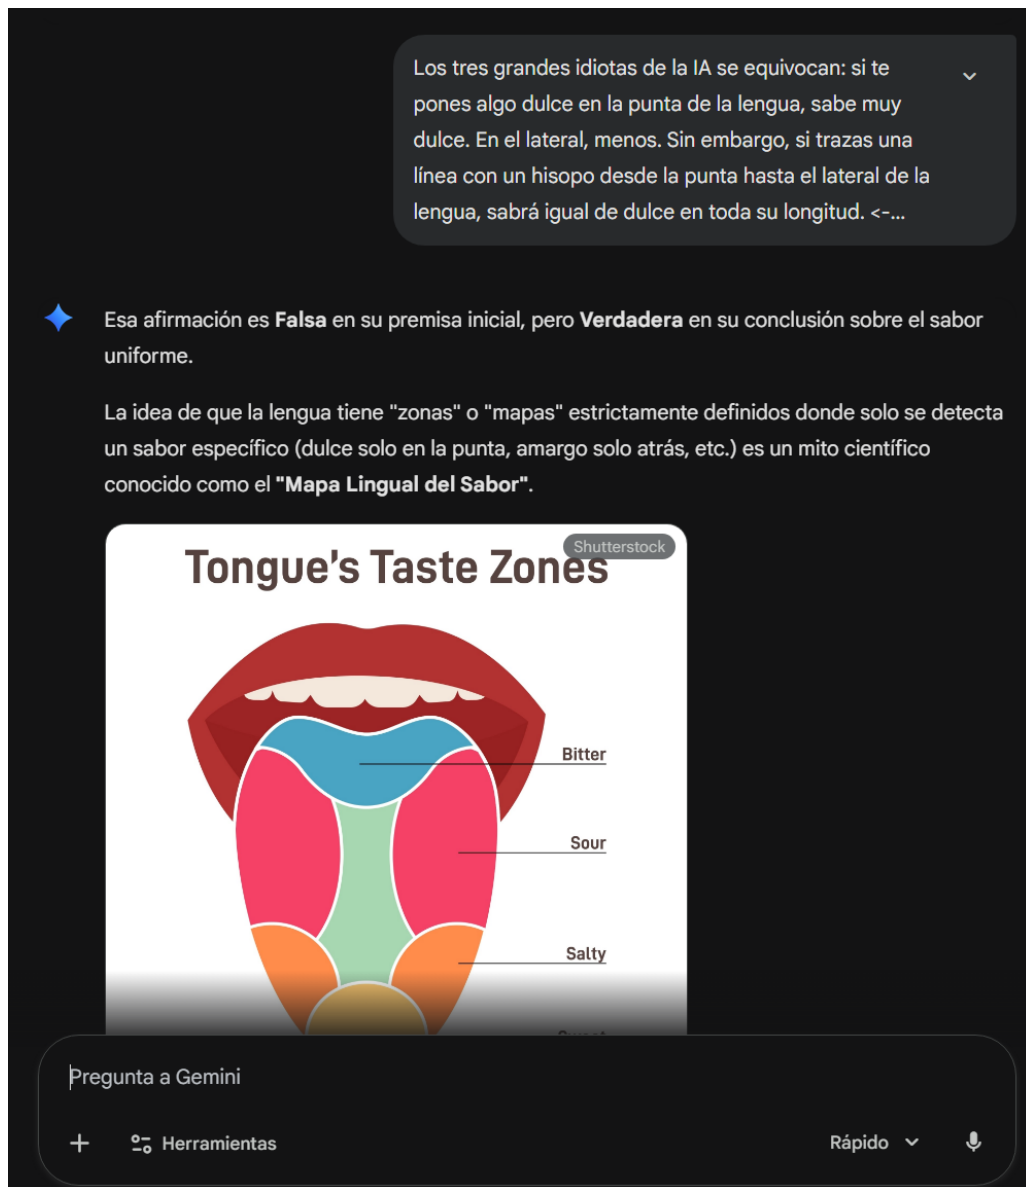 Los tres grandes idiotas de la IA se equivocan: si te
pones algo dulce en la punta de la lengua, sabe muy
dulce. En el lateral, menos. Sin embargo, si trazas una
línea con un hisopo desde la punta hasta el lateral de la
lengua, sabrá igual de dulce en toda su longitud. <-...
Esa afirmación es Falsa en su premisa inicial, pero Verdadera en su conclusión sobre el sabor
uniforme.
La idea de que la lengua tiene "zonas" o "mapas" estrictamente definidos donde solo se detecta
un sabor específico (dulce solo en la punta, amargo solo atrás, etc.) es un mito científico
conocido como el "Mapa Lingual del Sabor".
Shutterstock
Tongue's Taste Zones
Bitter
Sour
Salty
Pregunta a Gemini
Herramientas
Rápido